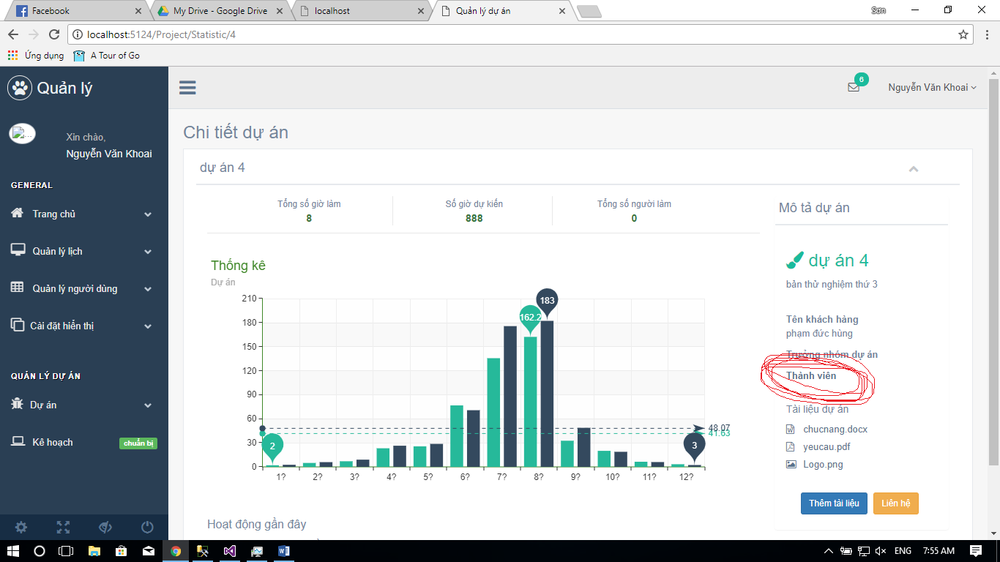 Facebook
My Drive - Google Drive
localhost
Quản lý dự án
Sơn
localhost:5124/Project/Statistic/4
Ứng dụng
A Tour of Go
Quản lý
6
Nguyễn Văn Khoai
Xin chào,
Nguyễn Văn Khoai
GENERAL
Trang chủ
Quản lý lịch
Quản lý người dùng
Cài đặt hiển thị
QUẢN LÝ DỰ ÁN
Dự án
Kế hoạch
chuẩn bị
Chi tiết dự án
dự án 4
Tổng số giờ làm
8
Số giờ dự kiến
888
Tổng số người làm
0
Thống kê
Dự án
210
180
150
120
90
60
30
0
2
162.2
183
3
48.07
41.63
1?
2?
3?
4?
5?
6?
7?
8?
9?
10?
11?
12?
Hoạt động gần đây
Mô tả dự án
dự án 4
bản thử nghiệm thứ 3
Tên khách hàng
phạm đức hùng
Trưởng nhóm dự án
Thành viên
Tài liệu dự án
chucnang.docx
yeucau.pdf
Logo.png
Thêm tài liệu
Liên hệ
ENG
7:55 AM